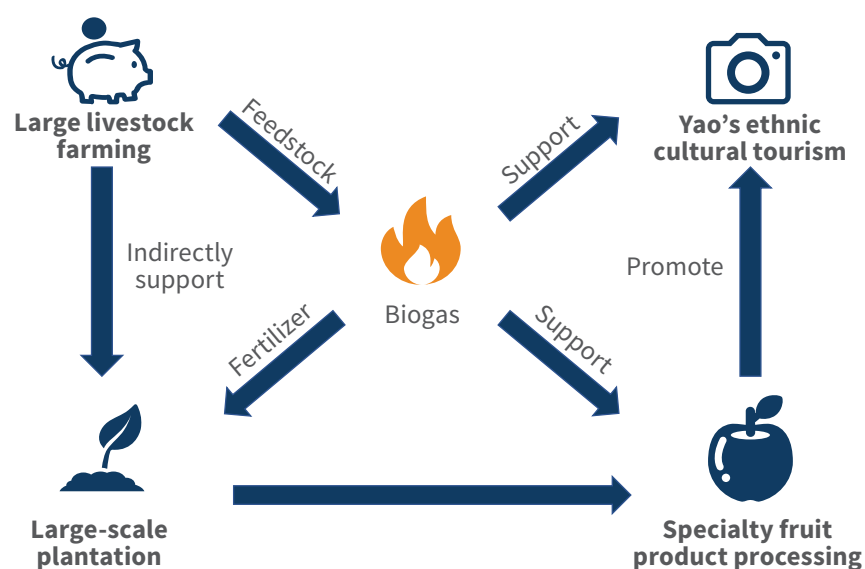 Large livestock
farming
Feedstock
Support
Yao’s ethnic
cultural tourism
Indirectly
support
Biogas
Promote
Fertilizer
Support
Large-scale
plantation
Specialty fruit
product processing